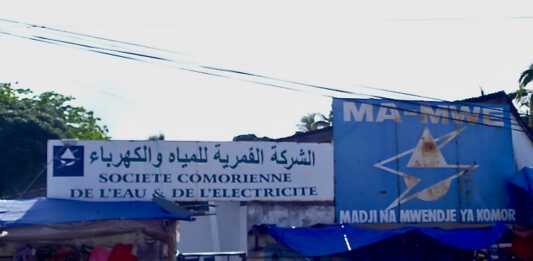 الشركة القمرية للمياه والكهرباء
SOCIETE COMORIENNE
DE L'EAU & DE L'ELECTRICITE
MA-MWE
MADJI NA MWENDJE YA KOMOR